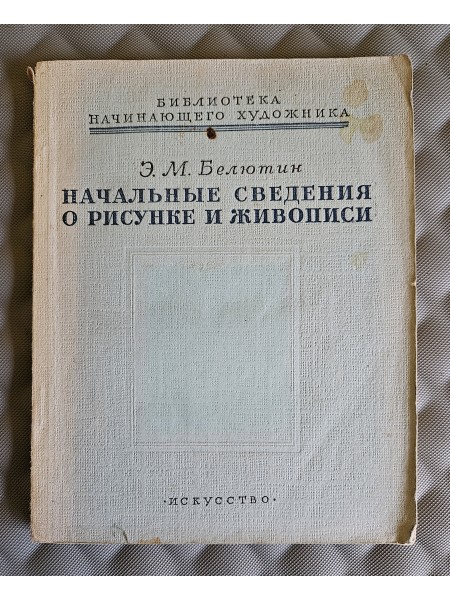 БИБЛИОТЕКА
НАЧИНАЮЩЕГО ХУДОЖНИКА
Э. М. Белютин
НАЧАЛЬНЫЕ СВЕДЕНИЯ
О РИСУНКЕ И ЖИВОПИСИ
·ИСКУССТВО·